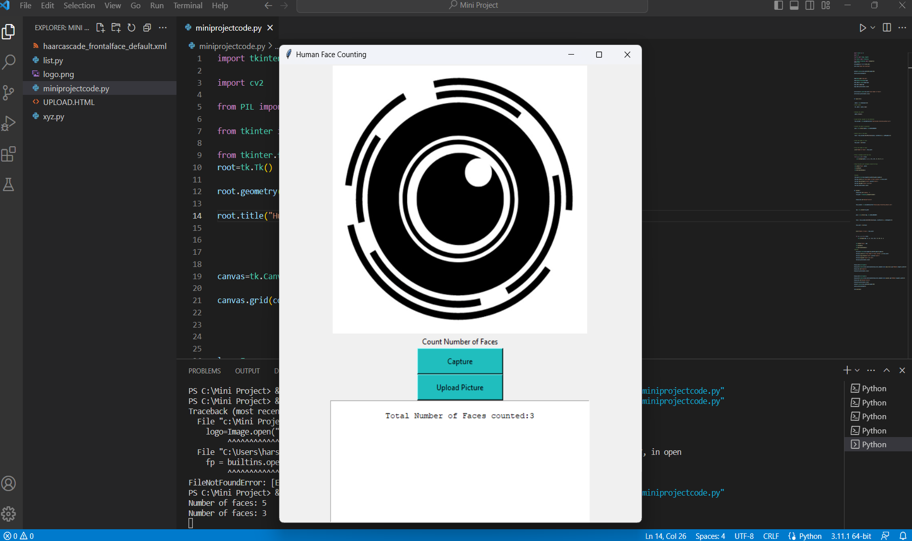 File Edit Selection View Go Run Terminal Help
Mini Project
EXPLORER: MINI ...
haarcascade_frontalface_default.xml
list.py
logo.png
miniprojectcode.py
UPLOAD.HTML
xyz.py
miniprojectcode.py
miniprojectcode.py > ...
1 import tkinter
2
3 import cv2
4
5 from PIL impor
6
7 from tkinter i
8
9 from tkinter.
10 root=tk.Tk()
11
12 root.geometry
13
14 root.title("Hu
15
16
17
18
19 canvas=tk.Canv
20
21 canvas.grid(co
22
23
24
25
Human Face Counting
Count Number of Faces
Capture
Upload Picture
Total Number of Faces counted:3
PROBLEMS OUTPUT D
PS C:\Mini Project> & miniprojectcode.py"
PS C:\Mini Project> & miniprojectcode.py"
Traceback (most recen
File "c:\Mini Proje
logo=Image.open("
^^^^^^^^^^^^
File "C:\Users\hars , in open
fp = builtins.ope
^^^^^^^^^^^^
FileNotFoundError: [E
PS C:\Mini Project> & miniprojectcode.py"
Number of faces: 5
Number of faces: 3
Python
Python
Python
Python
Python
0 0 Ln 14, Col 26 Spaces: 4 UTF-8 CRLF Python 3.11.1 64-bit